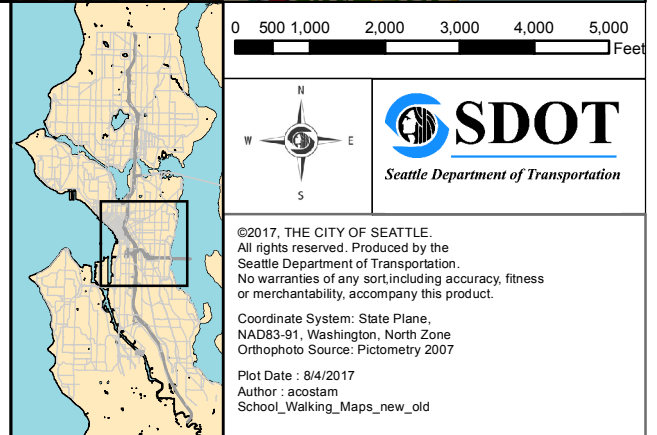 0 500 1,000 2,000 3,000 4,000 5,000
Feet
N
W E
S
SDOT
Seattle Department of Transportation
©2017, THE CITY OF SEATTLE.
All rights reserved. Produced by the
Seattle Department of Transportation.
No warranties of any sort,including accuracy, fitness
or merchantability, accompany this product.
Coordinate System: State Plane,
NAD83-91, Washington, North Zone
Orthophoto Source: Pictometry 2007
Plot Date : 8/4/2017
Author : acostam
School_Walking_Maps_new_old